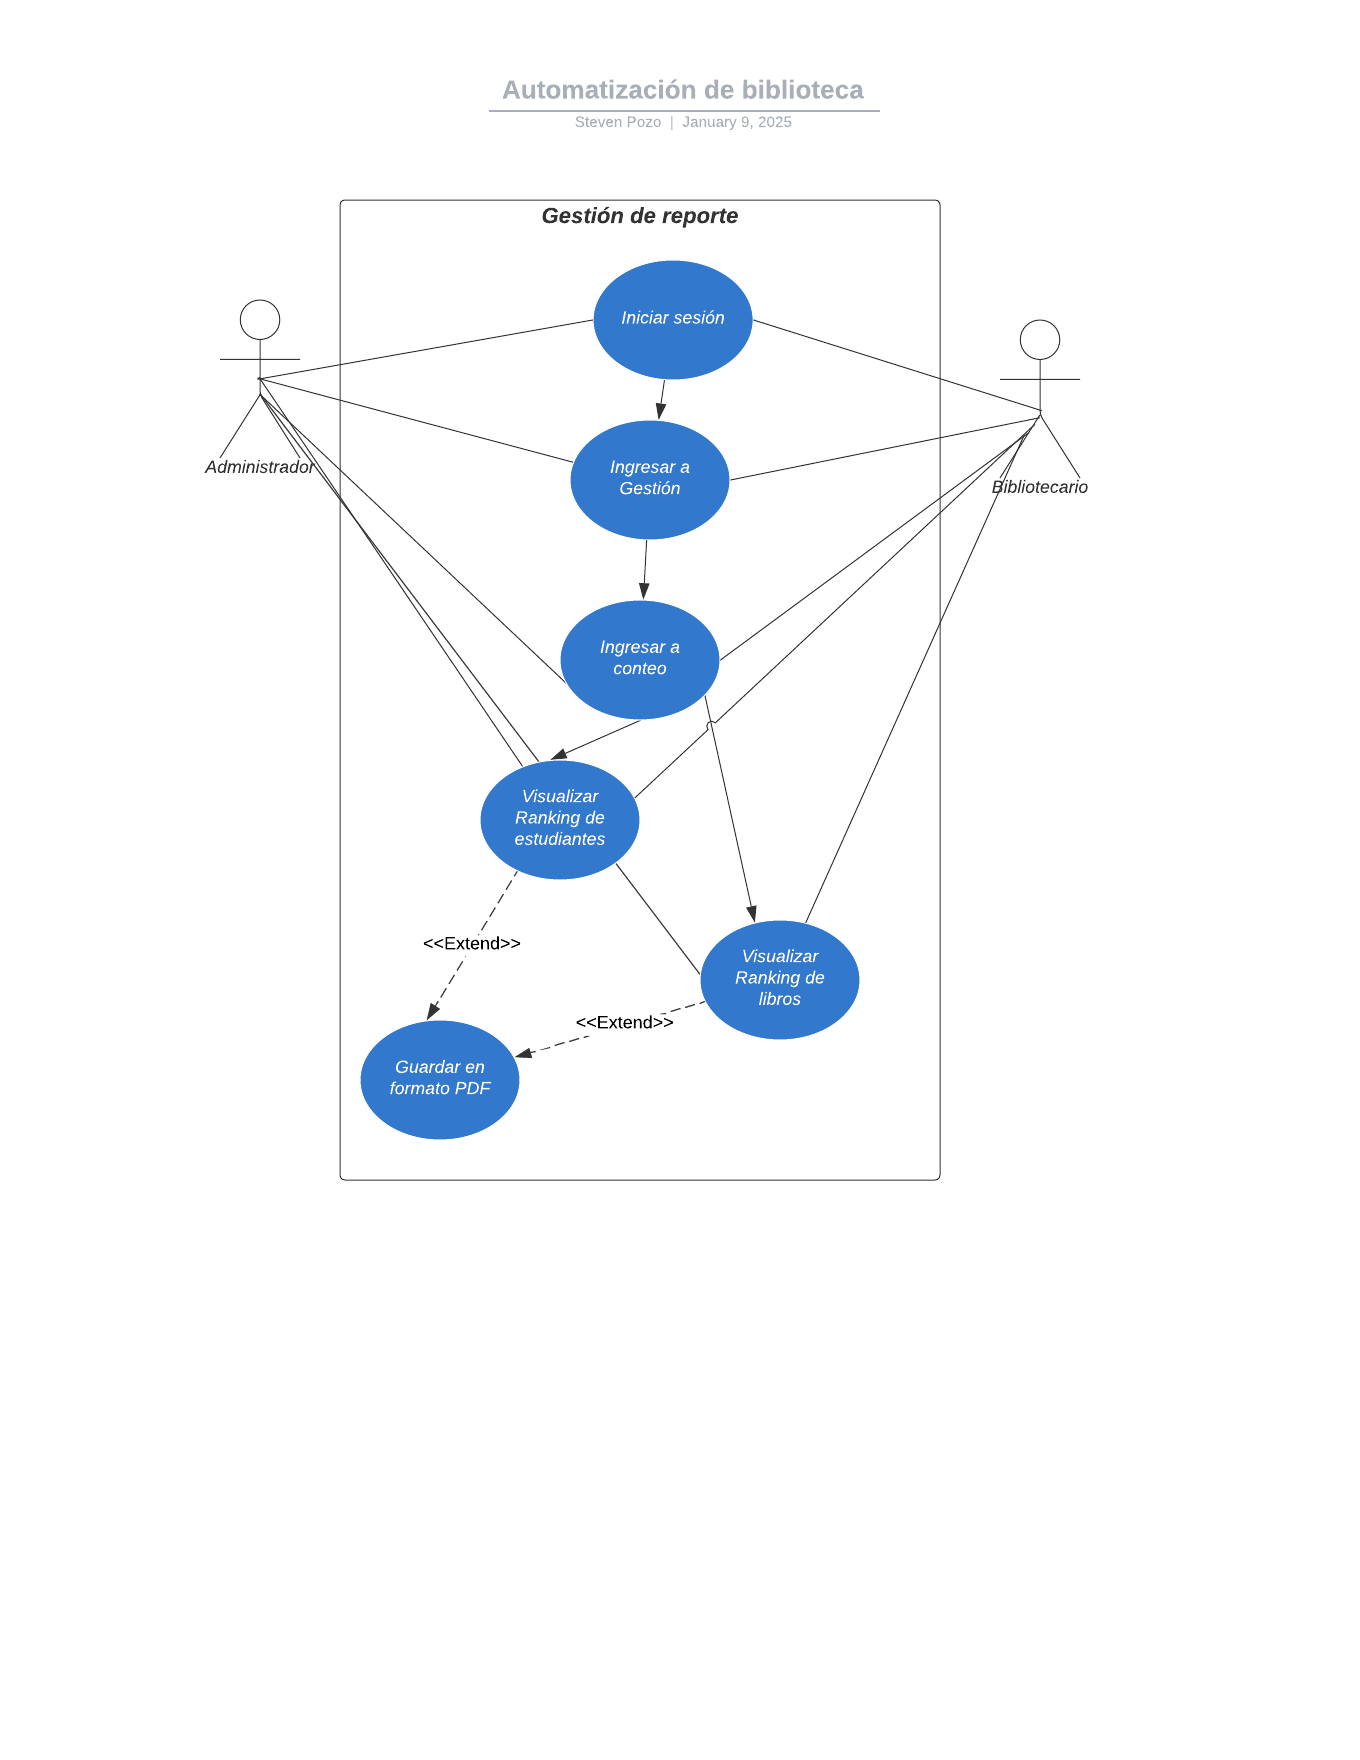 Automatización de biblioteca
Steven Pozo | January 9, 2025
Gestión de reporte
Iniciar sesión
Administrador
Ingresar a
Gestión
Bibliotecario
Ingresar a
conteo
Visualizar
Ranking de
estudiantes
<<Extend>>
Visualizar
Ranking de
libros
<<Extend>>
Guardar en
formato PDF